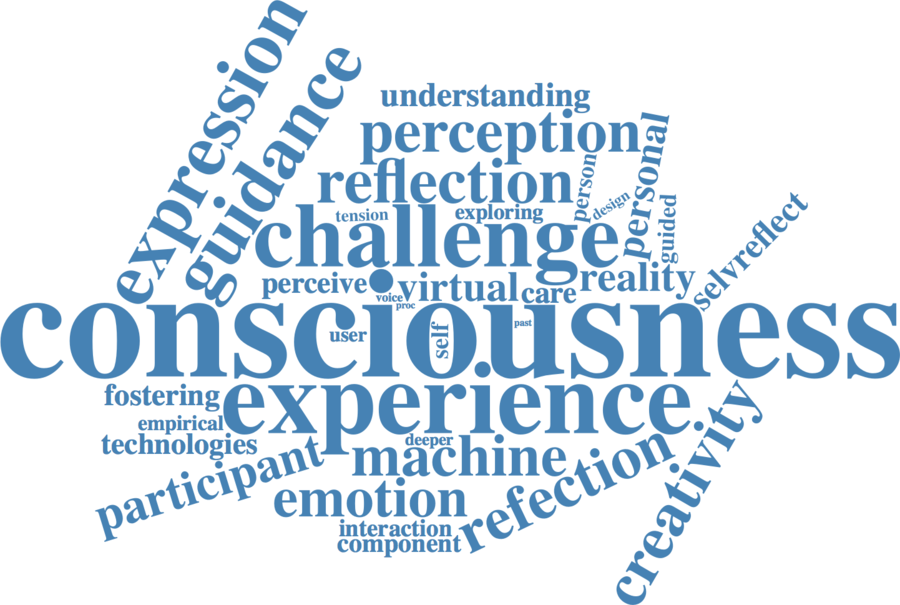 expression
guidance
understanding
perception
reflection
person
personal
design
guided
tension
exploring
challenge
selvreflect
perceive
virtual
care
reality
voice
proc
consciousness
user
self
past
fostering
experience
empirical
technologies
deeper
participant
machine
refection
creativity
emotion
interaction
component